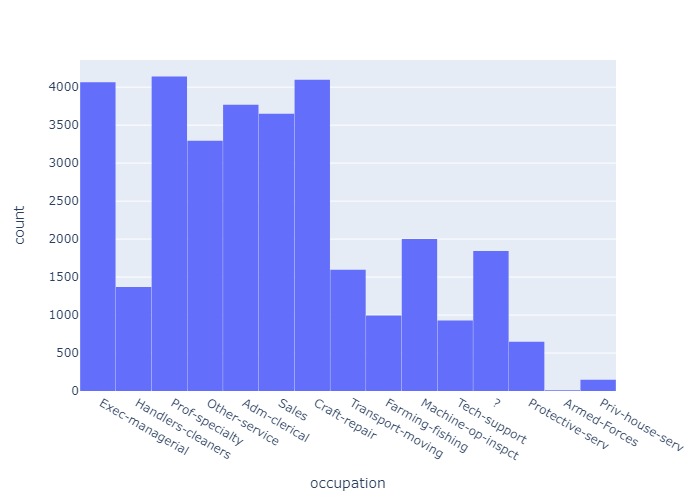 4000
3500
3000
2500
2000
1500
1000
500
0
count
Exec-managerial
Handlers-cleaners
Prof-specialty
Other-service
Adm-clerical
Sales
Craft-repair
Transport-moving
Farming-fishing
Machine-op-inspct
Tech-support
?
Protective-serv
Armed-Forces
Priv-house-serv
occupation